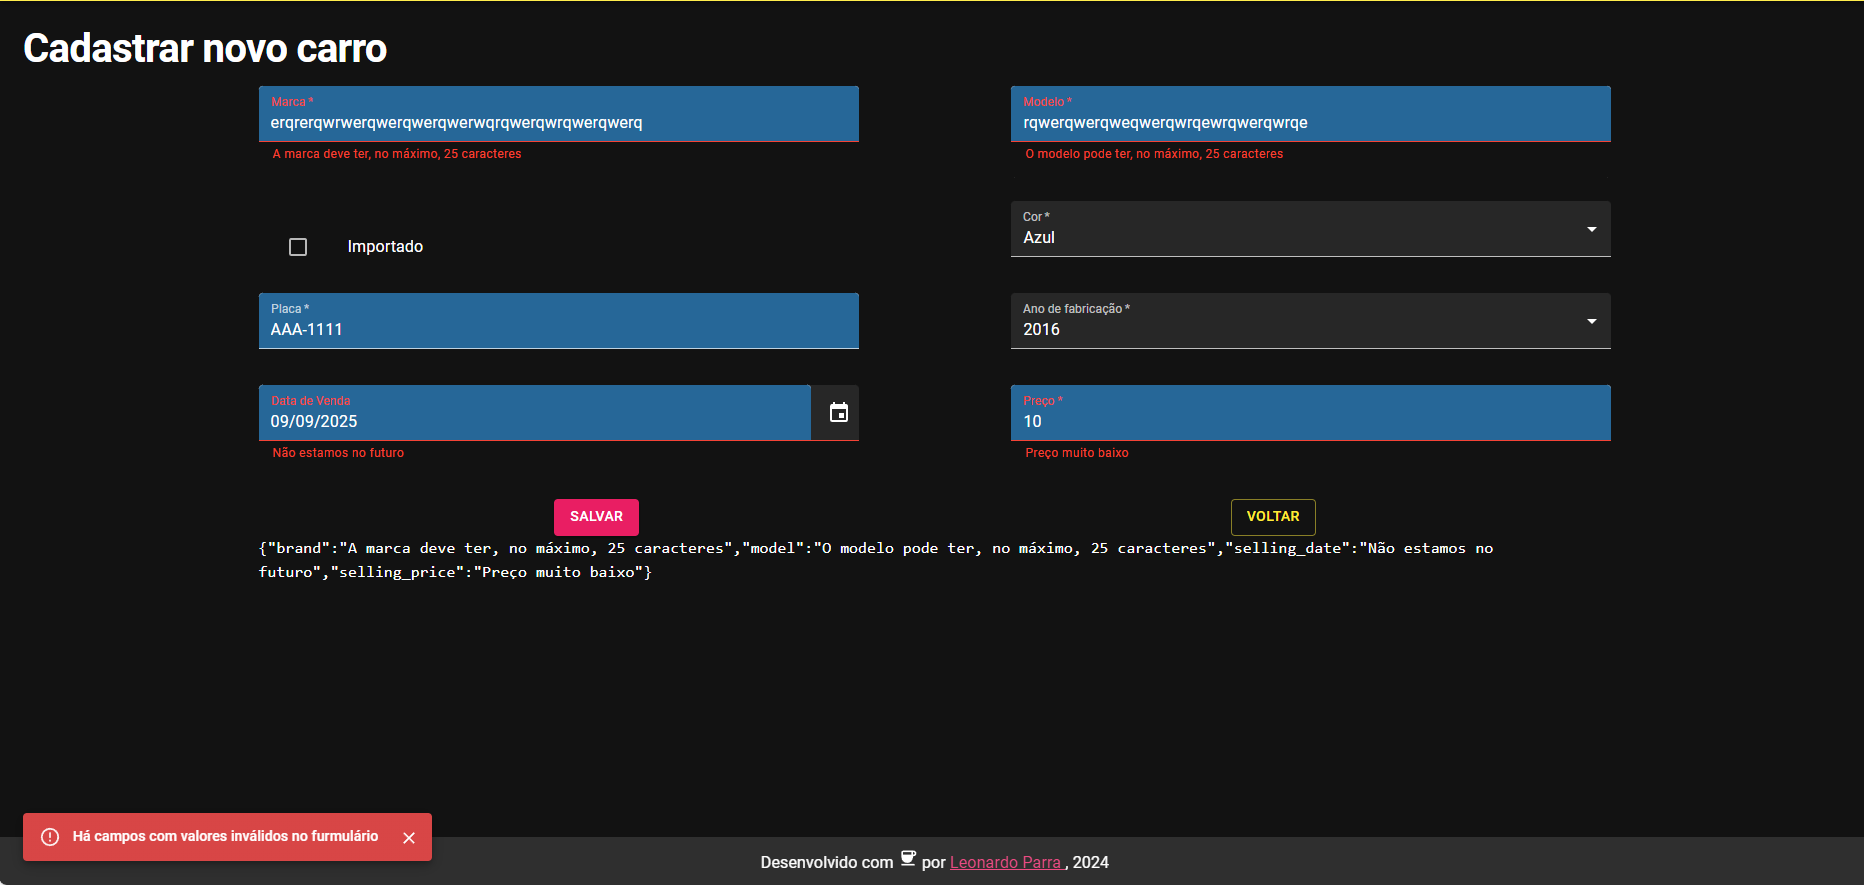 Cadastrar novo carro
Marca *
erqrerqwrwerqwerqwerqwerwqrqwerqwrqwerqwerq
A marca deve ter, no máximo, 25 caracteres
Modelo *
rqwerqwerqweqwerqwrqewrqwerqwrqe
O modelo pode ter, no máximo, 25 caracteres
Importado
Cor *
Azul
Placa *
AAA-1111
Ano de fabricação *
2016
Data de Venda
09/09/2025
Não estamos no futuro
Preço *
10
Preço muito baixo
SALVAR
VOLTAR
{"brand":"A marca deve ter, no máximo, 25 caracteres","model":"O modelo pode ter, no máximo, 25 caracteres","selling_date":"Não estamos no
futuro","selling_price":"Preço muito baixo"}
Há campos com valores inválidos no furmulário
Desenvolvido com por Leonardo Parra , 2024